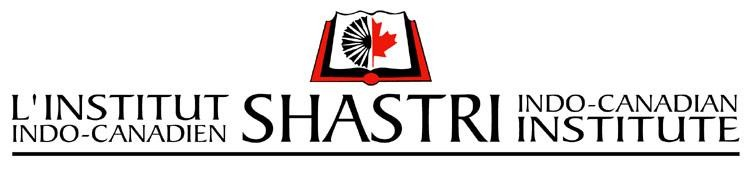 L'INSTITUT
INDO-CANADIEN
SHASTRI
INDO-CANADIAN
INSTITUTE